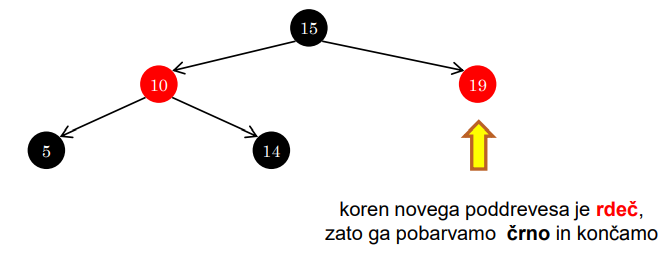 15
10
19
5
14
koren novega poddrevesa je rdeč,
zato ga pobarvamo črno in končamo